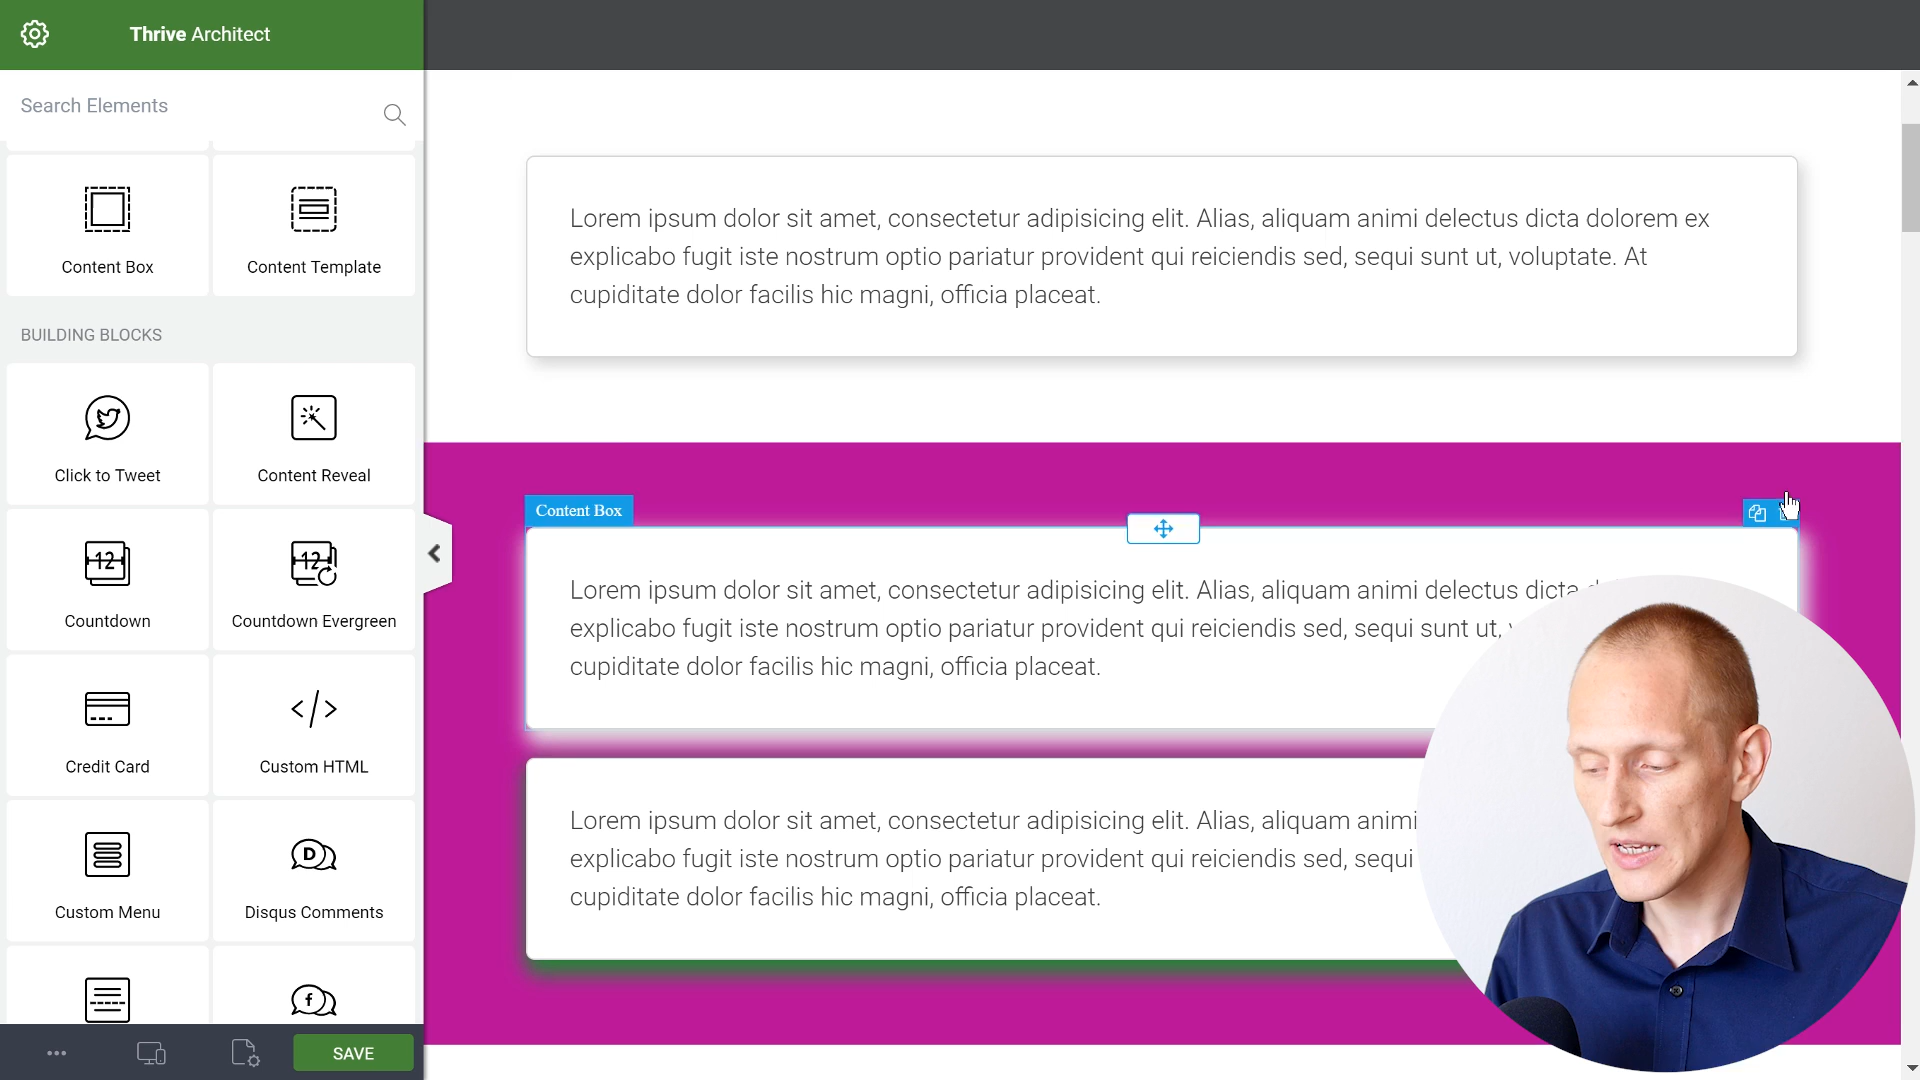 Thrive Architect
Search Elements
Content Box
Content Template
BUILDING BLOCKS
Click to Tweet
Content Reveal
12
Countdown
12
Countdown Evergreen
Credit Card
</>
Custom HTML
Custom Menu
D
Disqus Comments
f
SAVE
Lorem ipsum dolor sit amet, consectetur adipisicing elit. Alias, aliquam animi delectus dicta dolorem ex
explicabo fugit iste nostrum optio pariatur provident qui reiciendis sed, sequi sunt ut, voluptate. At
cupiditate dolor facilis hic magni, officia placeat.
Content Box
Lorem ipsum dolor sit amet, consectetur adipisicing elit. Alias, aliquam animi delectus dicta
explicabo fugit iste nostrum optio pariatur provident qui reiciendis sed, sequi sunt ut,
cupiditate dolor facilis hic magni, officia placeat.
Lorem ipsum dolor sit amet, consectetur adipisicing elit. Alias, aliquam animi
explicabo fugit iste nostrum optio pariatur provident qui reiciendis sed, sequi
cupiditate dolor facilis hic magni, officia placeat.